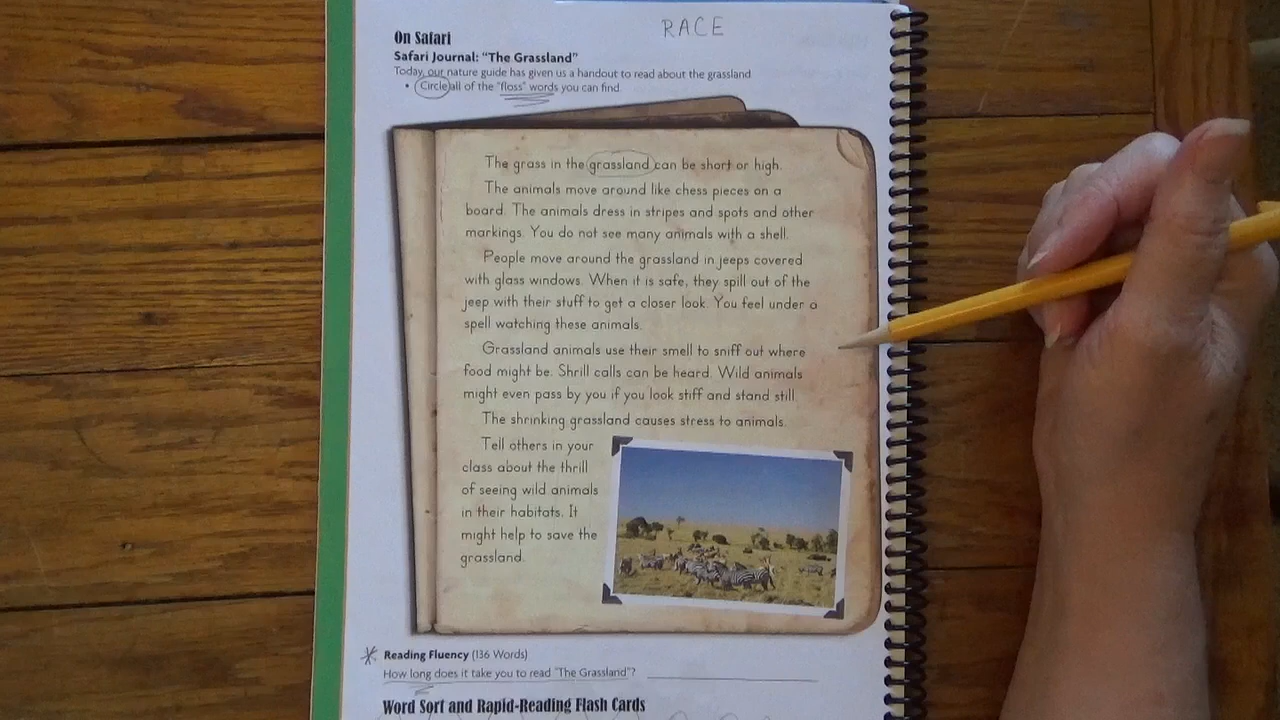 RACE
On Safari
Safari Journal: "The Grassland"
Today, our nature guide has given us a handout to read about the grassland
• Circle all of the "floss" words you can find.
The grass in the grassland can be short or high.
The animals move around like chess pieces on a
board. The animals dress in stripes and spots and other
markings. You do not see many animals with a shell.
People move around the grassland in jeeps covered
with glass windows. When it is safe, they spill out of the
jeep with their stuff to get a closer look. You feel under a
spell watching these animals.
Grassland animals use their smell to sniff out where
food might be. Shrill calls can be heard. Wild animals
might even pass by you if you look stiff and stand still.
The shrinking grassland causes stress to animals.
Tell others in your
class about the thrill
of seeing wild animals
in their habitats. It
might help to save the
grassland.
Reading Fluency (136 Words)
How long does it take you to read "The Grassland"?
Word Sort and Rapid-Reading Flash Cards